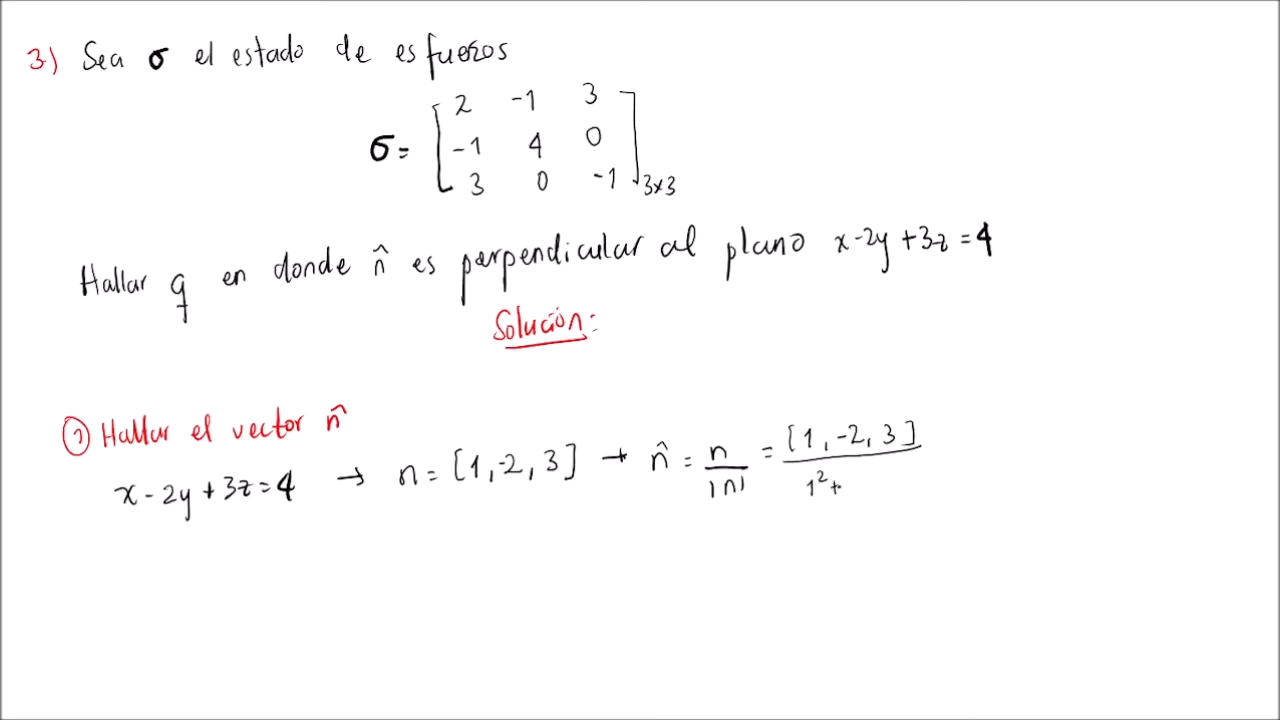 3) Sea σ el estado de esfuerzos
σ = [ 2 -1 3
-1 4 0
3 0 -1 ]3x3
Hallar q en donde n̂ es perpendicular al plano x-2y+3z=4
Solución:
① Hallar el vector n̂
x-2y+3z=4 → n=[1,-2,3] → n̂ = n/|n| = [1,-2,3]/1²+